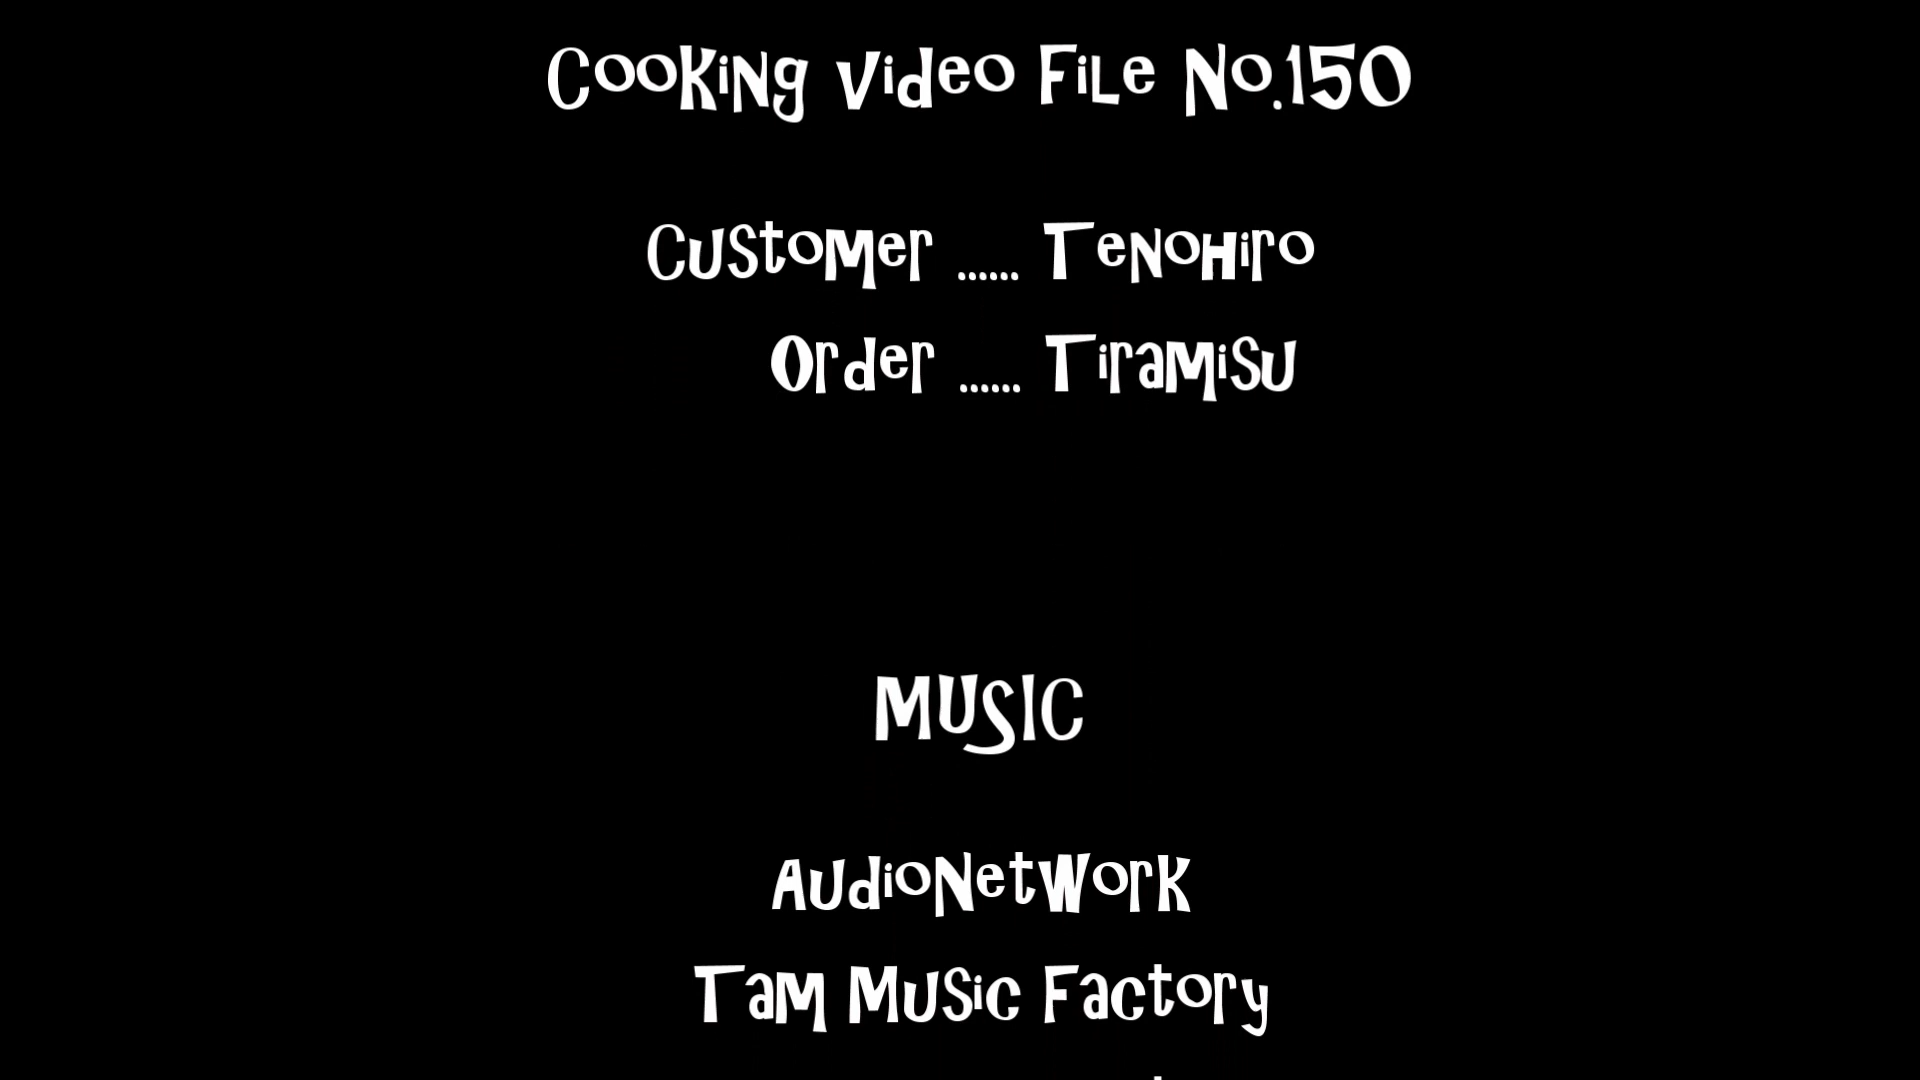 Cooking Video File No.150
Customer ...... Tenohiro
Order ...... Tiramisu
MUSIC
AudioNetwork
Tam Music Factory